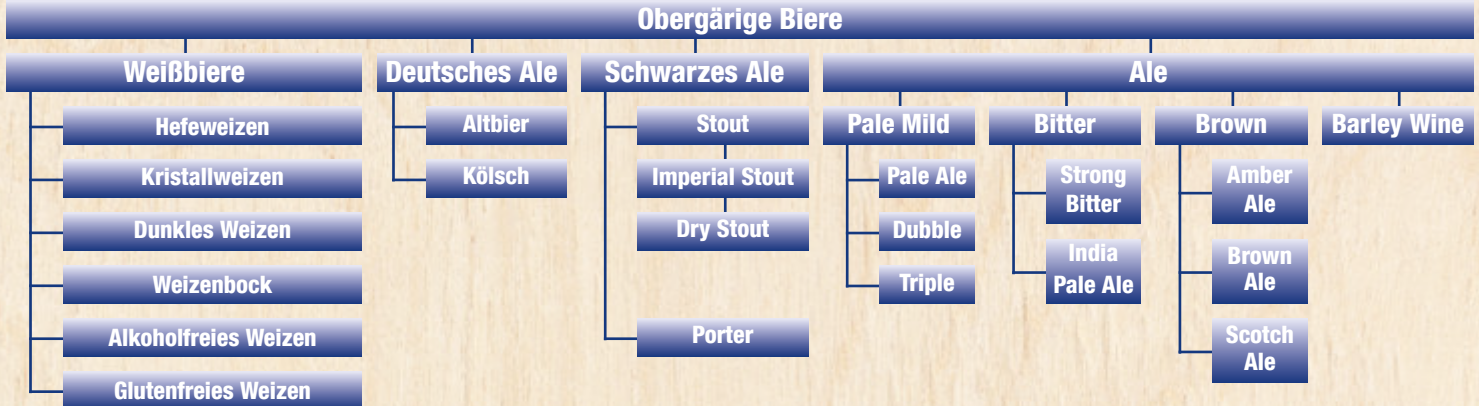 Obergärige Biere
Weißbiere
Hefeweizen
Kristallweizen
Dunkles Weizen
Weizenbock
Alkoholfreies Weizen
Glutenfreies Weizen
Deutsches Ale
Altbier
Kölsch
Schwarzes Ale
Stout
Imperial Stout
Dry Stout
Porter
Ale
Pale Mild
Pale Ale
Dubble
Triple
Bitter
Strong
Bitter
India
Pale Ale
Brown
Amber
Ale
Brown
Ale
Scotch
Ale
Barley Wine